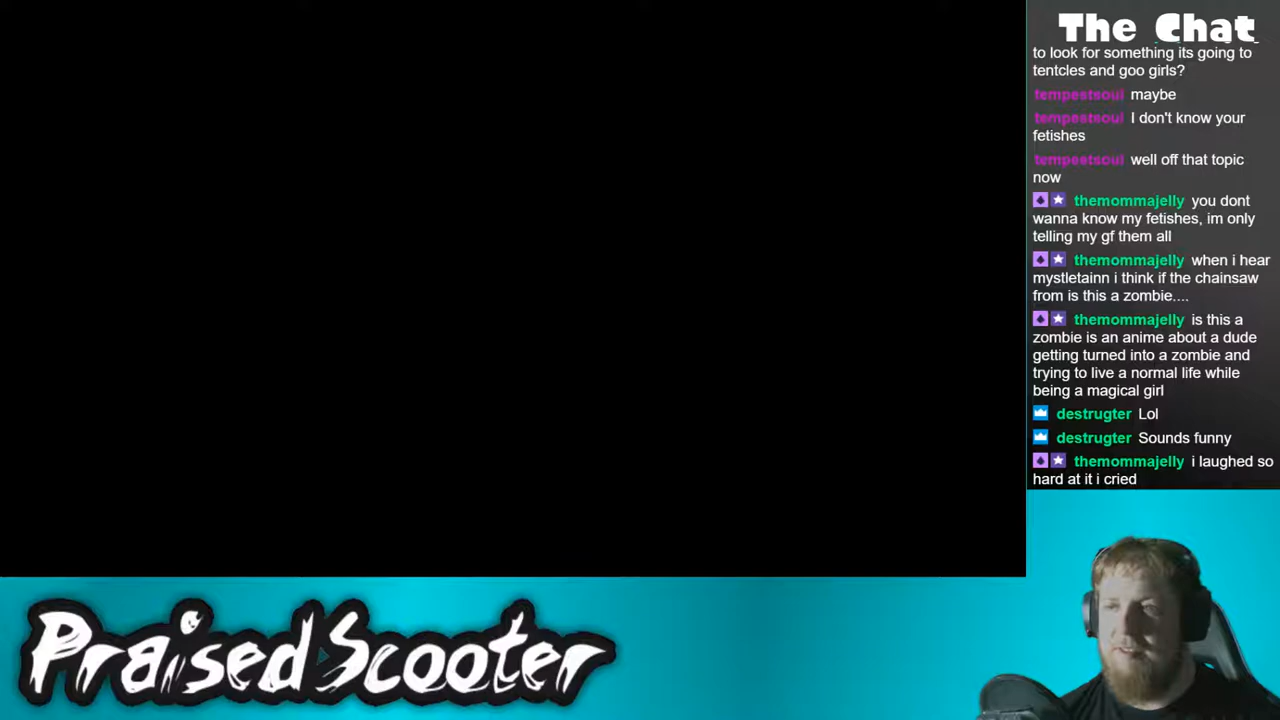 The Chat
to look for something its going to
tentcles and goo girls?
tempestsoul maybe
tempestsoul I don't know your
fetishes
tempestsoul well off that topic
now
themommajelly you dont
wanna know my fetishes, im only
telling my gf them all
themommajelly when i hear
mystletainn i think if the chainsaw
from is this a zombie....
themommajelly is this a
zombie is an anime about a dude
getting turned into a zombie and
trying to live a normal life while
being a magical girl
destrugter Lol
destrugter Sounds funny
themommajelly i laughed so
hard at it i cried
PraisedScooter